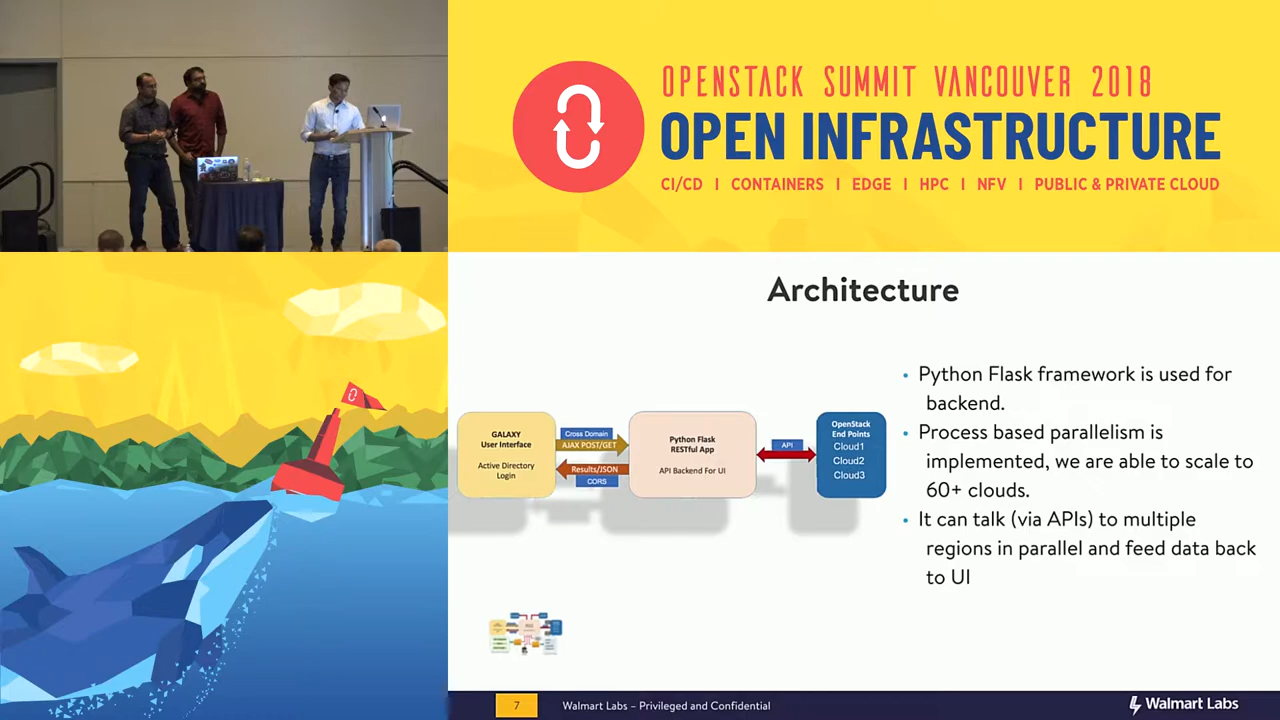 OPENSTACK SUMMIT VANCOUVER 2018
OPEN INFRASTRUCTURE
CI/CD | CONTAINERS | EDGE | HPC | NFV | PUBLIC & PRIVATE CLOUD
Architecture
GALAXY
User Interface
Active Directory
Login
Cross Domain
AJAX POST/GET
Results/JSON
CORS
Python Flask
RESTful App
API Backend For UI
API
OpenStack
End Points
Cloud1
Cloud2
Cloud3
• Python Flask framework is used for
backend.
• Process based parallelism is
implemented, we are able to scale to
60+ clouds.
• It can talk (via APIs) to multiple
regions in parallel and feed data back
to UI
7
Walmart Labs – Privileged and Confidential
Walmart Labs